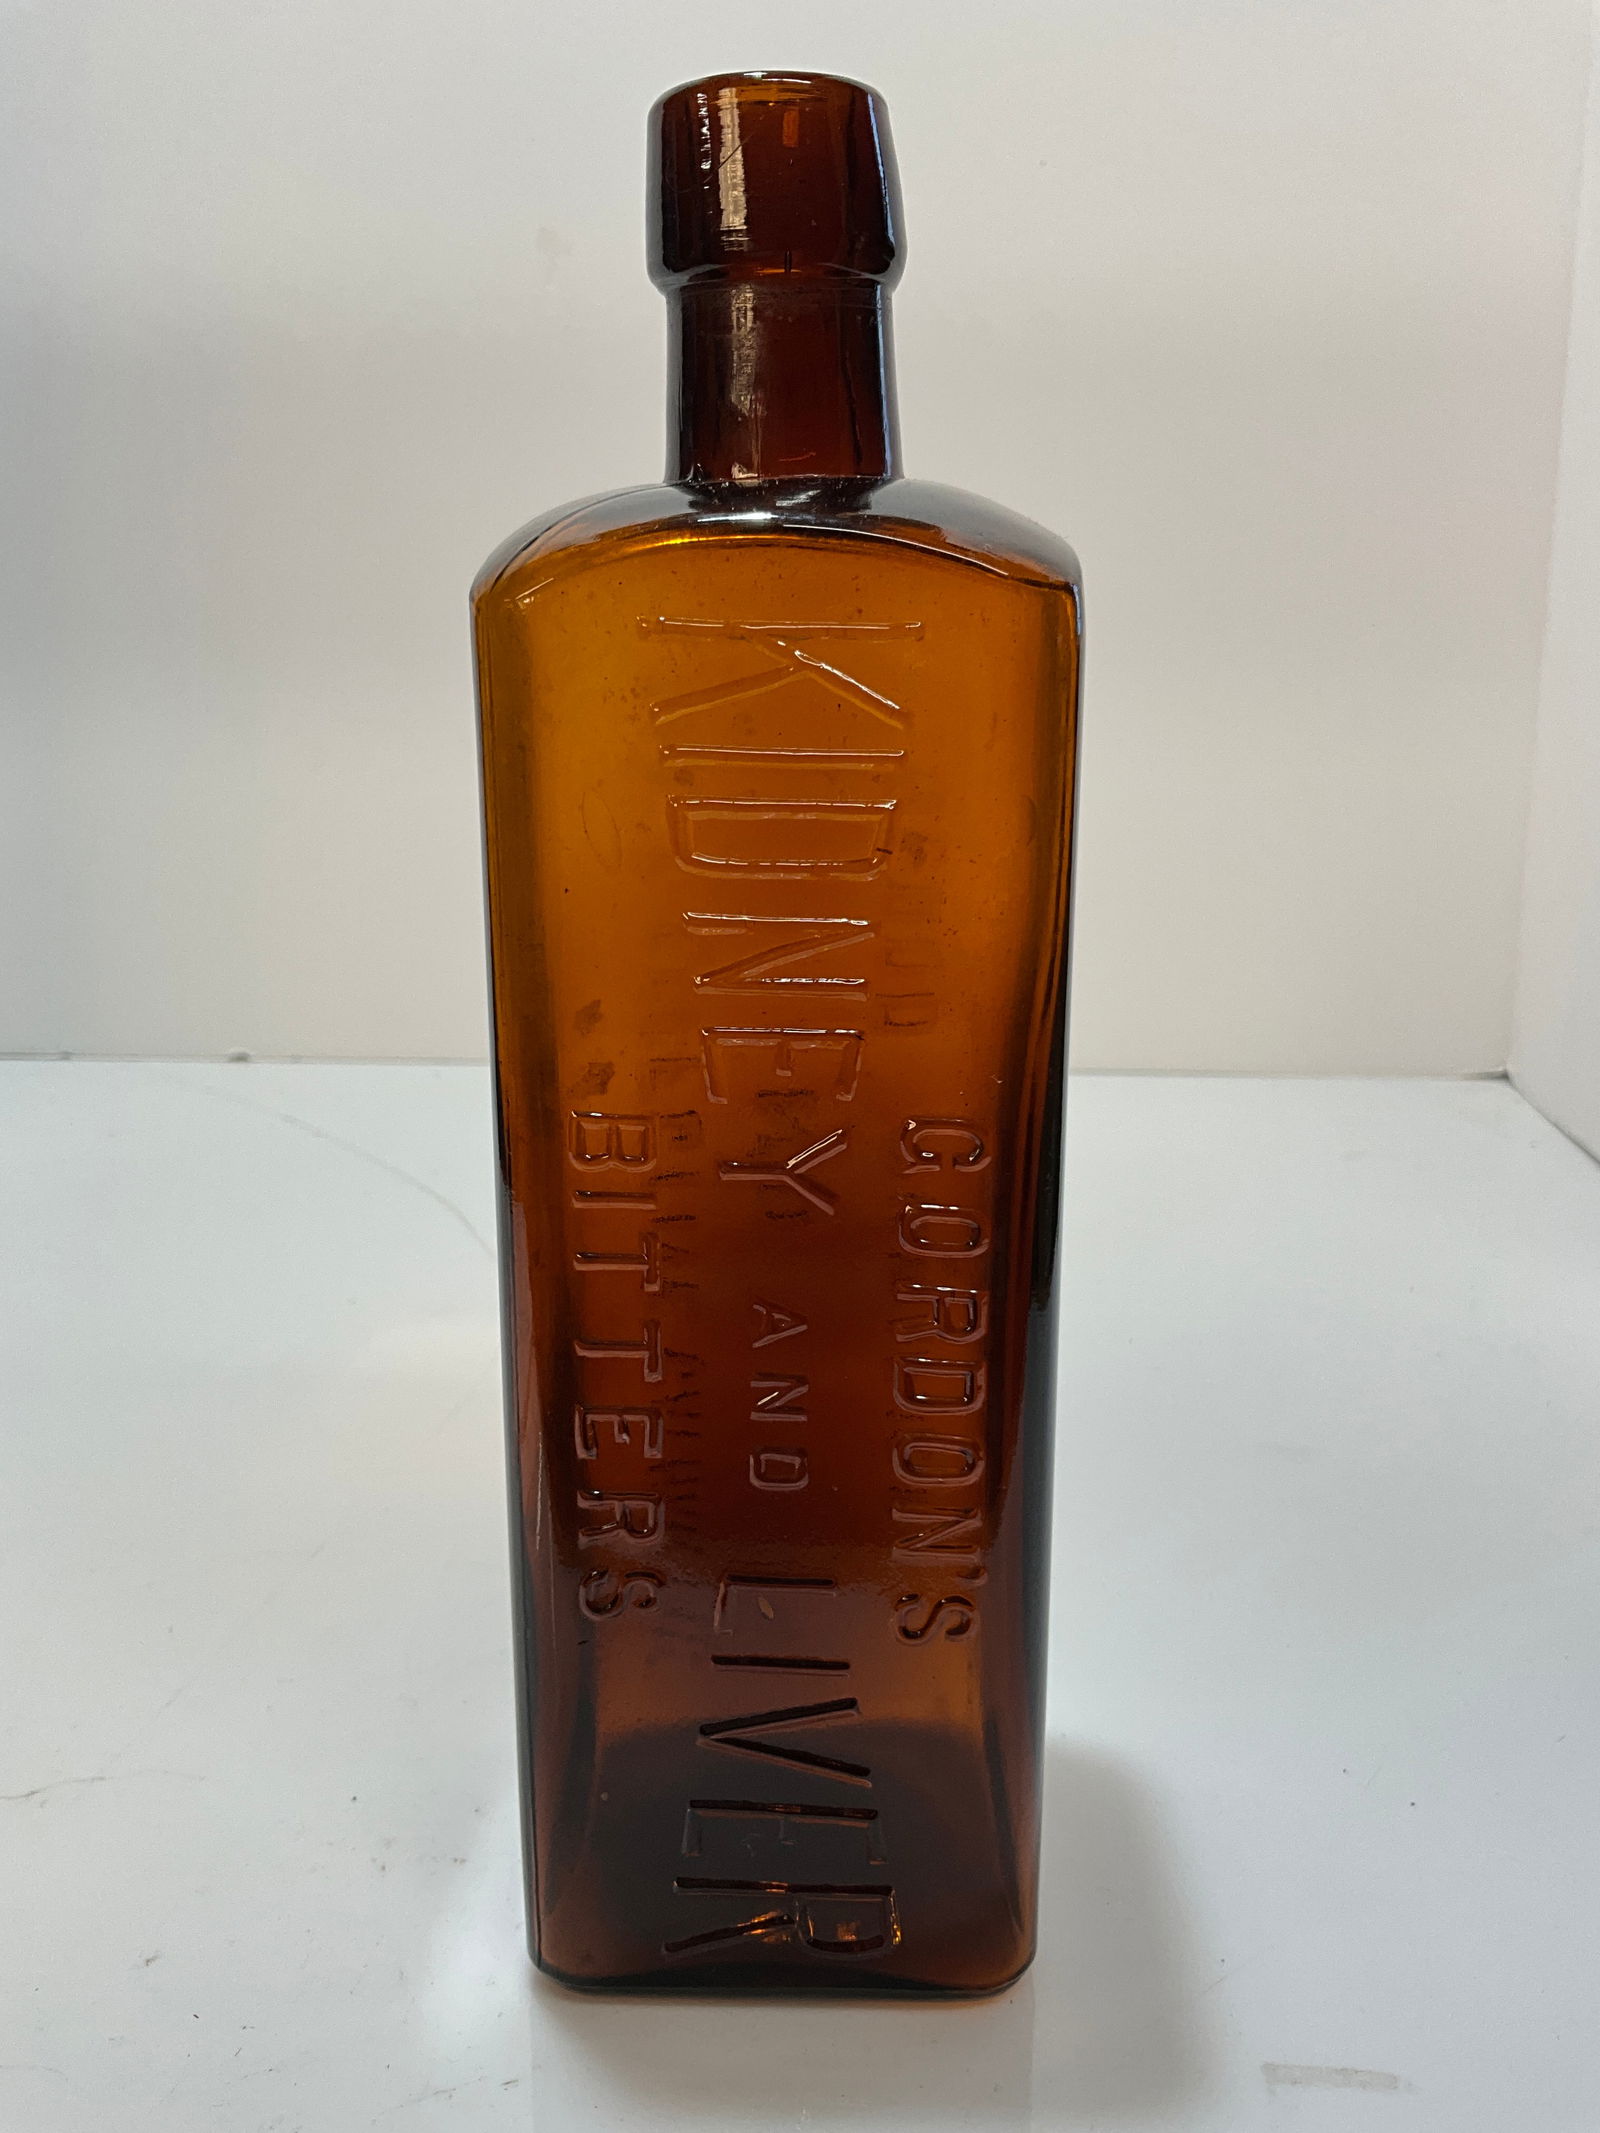 GORDON'S
KIDNEY AND LIVER
BITTERS